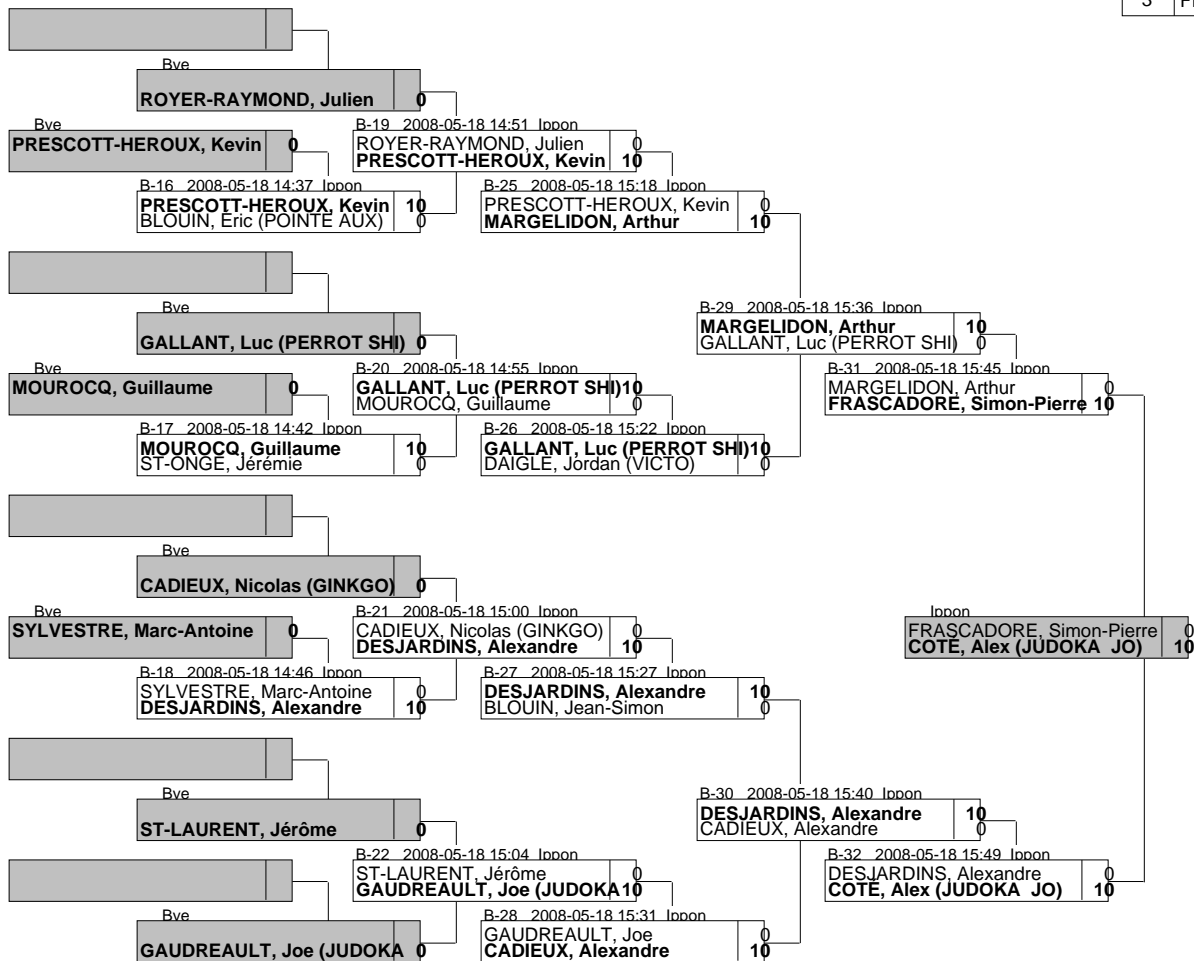 3
Bye
ROYER-RAYMOND, Julien 0
Bye
PRESCOTT-HEROUX, Kevin 0
B-19 2008-05-18 14:51 Ippon
ROYER-RAYMOND, Julien 0
PRESCOTT-HEROUX, Kevin 10
B-16 2008-05-18 14:37 Ippon
PRESCOTT-HEROUX, Kevin 10
BLOUIN, Éric (POINTE AUX) 0
B-25 2008-05-18 15:18 Ippon
PRESCOTT-HEROUX, Kevin 0
MARGELIDON, Arthur 10
Bye
GALLANT, Luc (PERROT SHI) 0
B-29 2008-05-18 15:36 Ippon
MARGELIDON, Arthur 10
GALLANT, Luc (PERROT SHI) 0
Bye
MOUROCQ, Guillaume 0
B-20 2008-05-18 14:55 Ippon
GALLANT, Luc (PERROT SHI) 10
MOUROCQ, Guillaume 0
B-31 2008-05-18 15:45 Ippon
MARGELIDON, Arthur 0
FRASCADORE, Simon-Pierre 10
B-17 2008-05-18 14:42 Ippon
MOUROCQ, Guillaume 10
ST-ONGE, Jérémie 0
B-26 2008-05-18 15:22 Ippon
GALLANT, Luc (PERROT SHI) 10
DAIGLE, Jordan (VICTO) 0
Bye
CADIEUX, Nicolas (GINKGO) 0
Bye
SYLVESTRE, Marc-Antoine 0
B-21 2008-05-18 15:00 Ippon
CADIEUX, Nicolas (GINKGO) 0
DESJARDINS, Alexandre 10
Ippon
FRASCADORE, Simon-Pierre 0
COTÉ, Alex (JUDOKA JO) 10
B-18 2008-05-18 14:46 Ippon
SYLVESTRE, Marc-Antoine 0
DESJARDINS, Alexandre 10
B-27 2008-05-18 15:27 Ippon
DESJARDINS, Alexandre 10
BLOUIN, Jean-Simon 0
Bye
ST-LAURENT, Jérôme 0
B-30 2008-05-18 15:40 Ippon
DESJARDINS, Alexandre 10
CADIEUX, Alexandre 0
B-22 2008-05-18 15:04 Ippon
ST-LAURENT, Jérôme 0
GAUDREAULT, Joe (JUDOKA 10
B-32 2008-05-18 15:49 Ippon
DESJARDINS, Alexandre 0
COTÉ, Alex (JUDOKA JO) 10
Bye
GAUDREAULT, Joe (JUDOKA 0
B-28 2008-05-18 15:31 Ippon
GAUDREAULT, Joe 0
CADIEUX, Alexandre 10